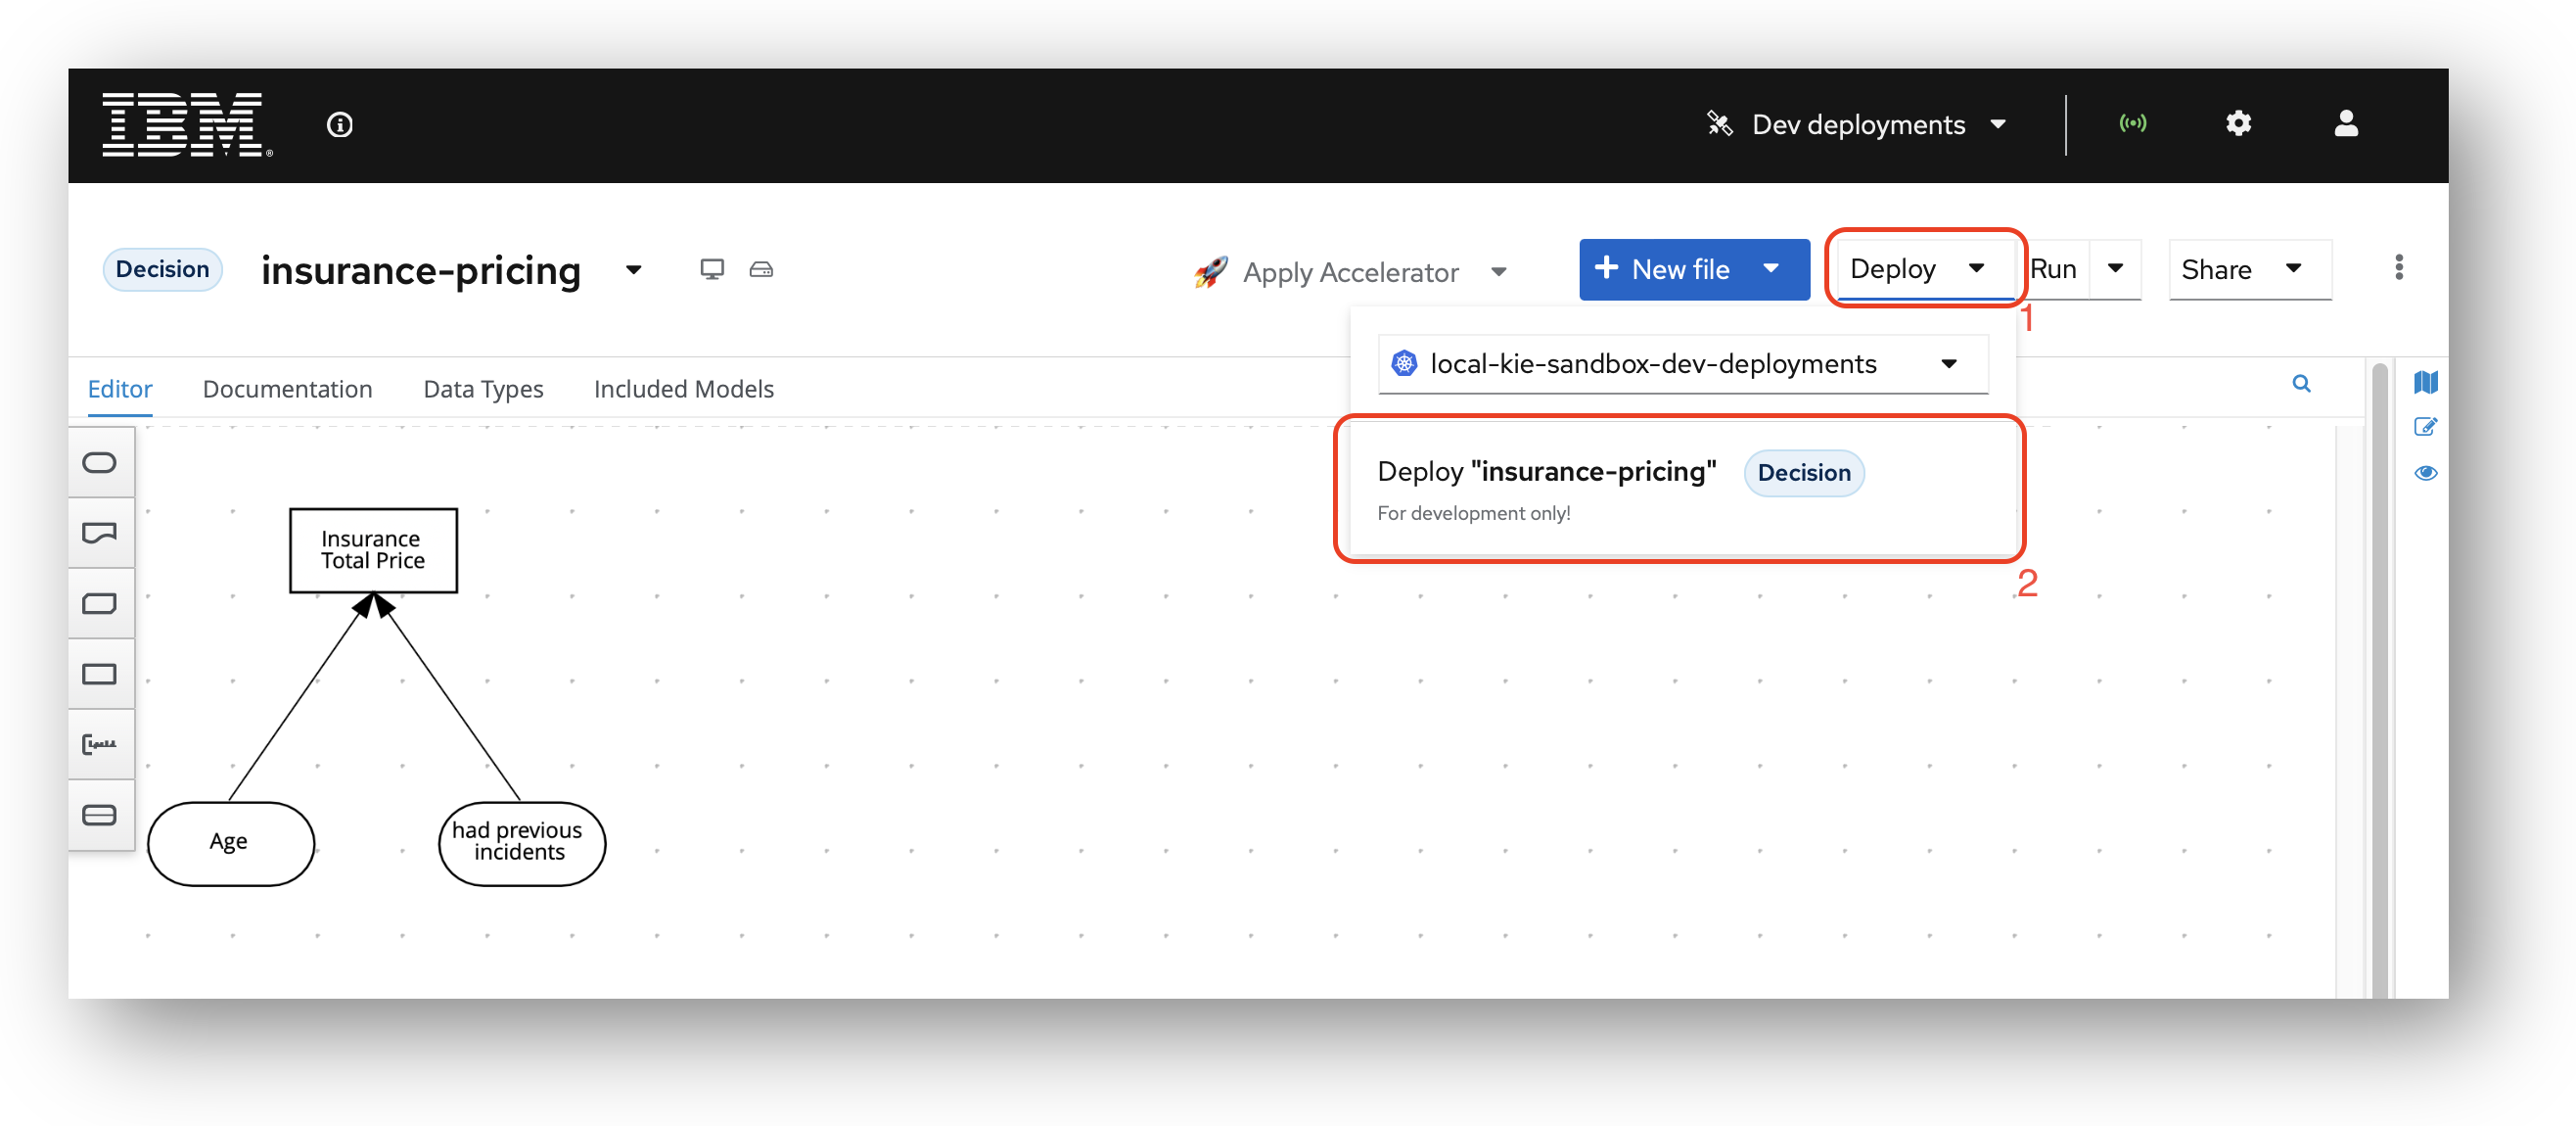 IBM®
Dev deployments
Decision
insurance-pricing
Apply Accelerator
New file
Deploy
Run
Share
1
local-kie-sandbox-dev-deployments
Editor
Documentation
Data Types
Included Models
Deploy "insurance-pricing"
Decision
For development only!
2
Insurance
Total Price
Age
had previous
incidents